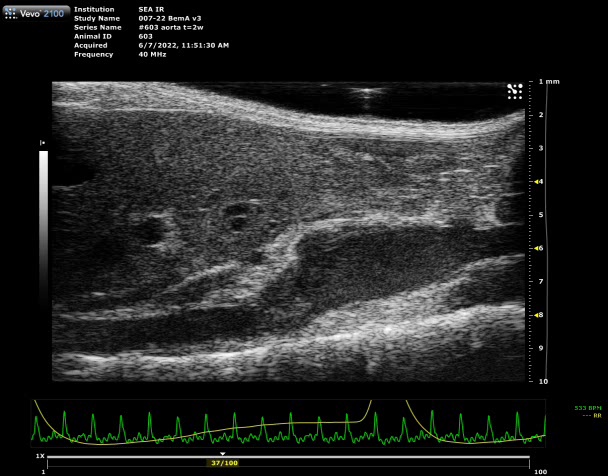 Vevo 2100
Institution SEA IR
Study Name 007-22 BemA v3
Series Name #603 aorta t=2w
Animal ID 603
Acquired 6/7/2022, 11:51:30 AM
Frequency 40 MHz
1 mm
2
3
4
5
6
7
8
9
10
533 BPM
--- RR
1X
37/100
1 100